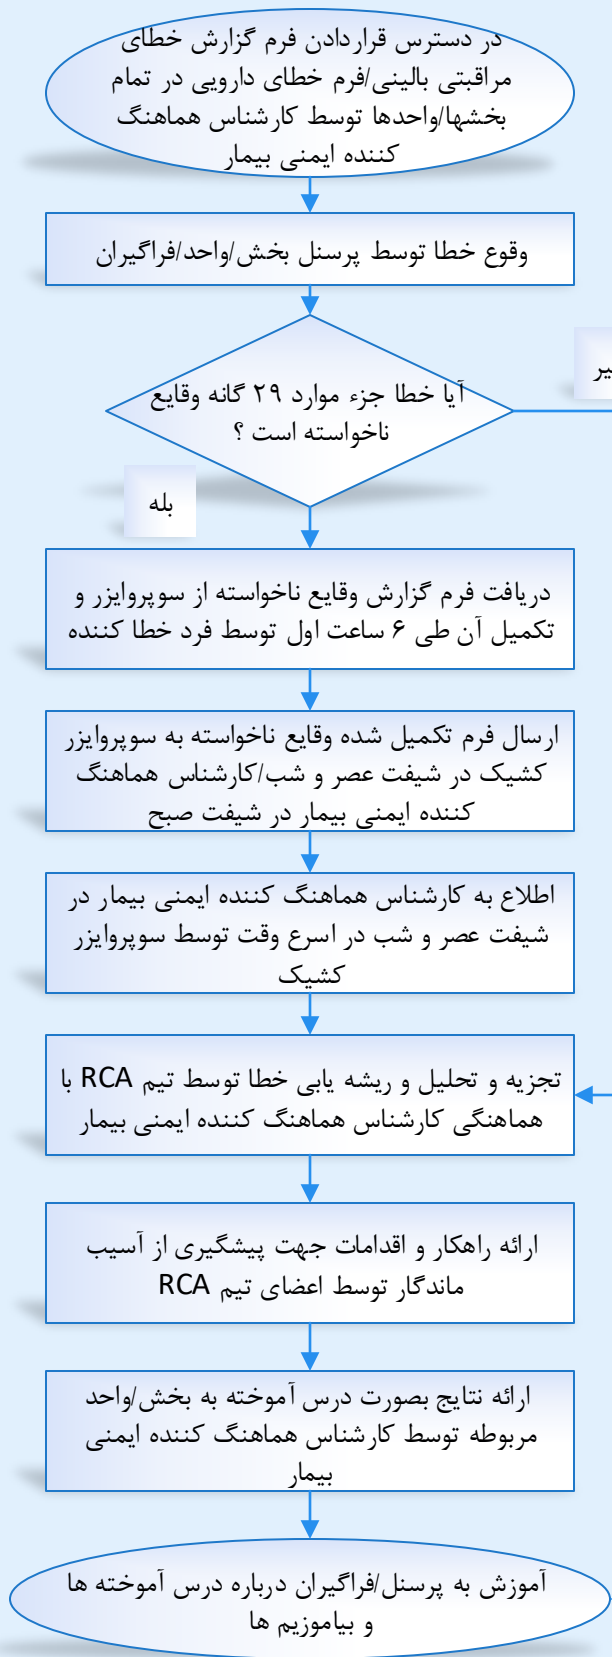 در دسترس قراردادن فرم گزارش خطای
مراقبتی بالینی/فرم خطای دارویی در تمام
بخشها/واحدها توسط کارشناس هماهنگ
کننده ایمنی بیمار
وقوع خطا توسط پرسنل بخش/واحد/فراگیران
آیا خطا جزء موارد ۲۹ گانه وقایع
ناخواسته است ؟
بله
دریافت فرم گزارش وقایع ناخواسته از سوپروایزر و
تکمیل آن طی ۶ ساعت اول توسط فرد خطا کننده
ارسال فرم تکمیل شده وقایع ناخواسته به سوپروایزر
کشیک در شیفت عصر و شب/کارشناس هماهنگ
کننده ایمنی بیمار در شیفت صبح
اطلاع به کارشناس هماهنگ کننده ایمنی بیمار در
شیفت عصر و شب در اسرع وقت توسط سوپروایزر
کشیک
تجزیه و تحلیل و ریشه یابی خطا توسط تیم RCA با
هماهنگی کارشناس هماهنگ کننده ایمنی بیمار
ارائه راهکار و اقدامات جهت پیشگیری از آسیب
ماندگار توسط اعضای تیم RCA
ارائه نتایج بصورت درس آموخته به بخش/واحد
مربوطه توسط کارشناس هماهنگ کننده ایمنی
بیمار
آموزش به پرسنل/فراگیران درباره درس آموخته ها
و بیاموزیم ها